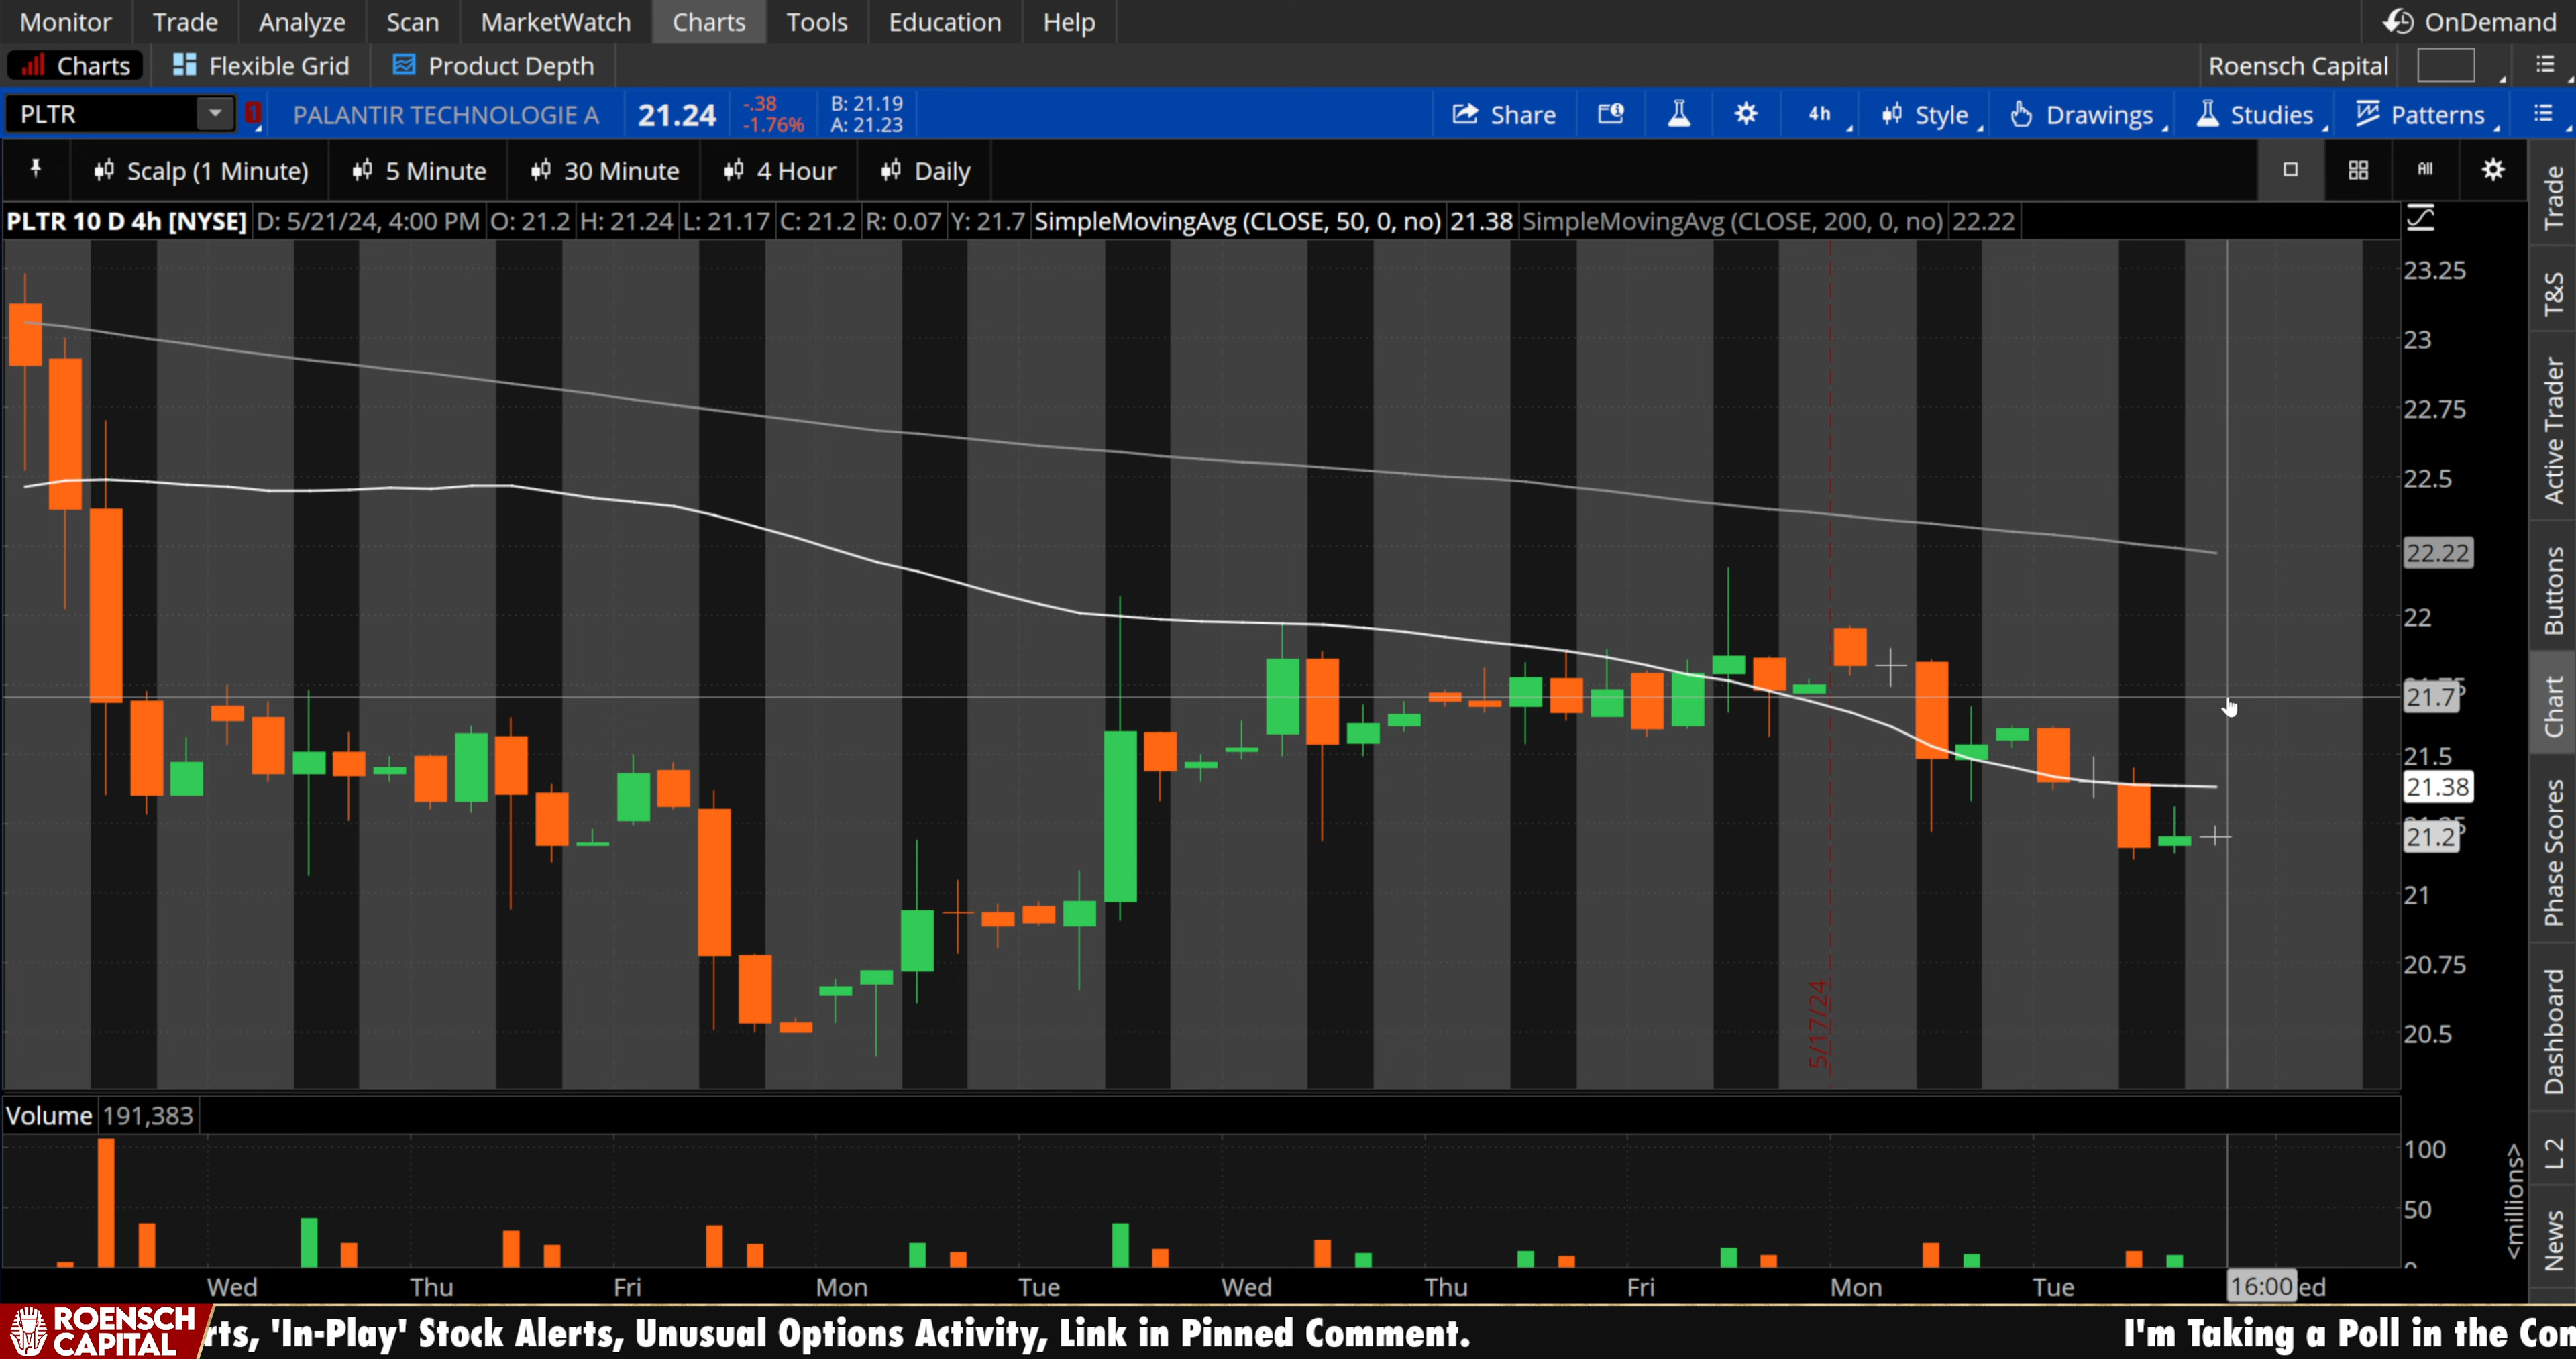 Monitor Trade Analyze Scan MarketWatch Charts Tools Education Help OnDemand
Charts Flexible Grid Product Depth Roensch Capital
PLTR 1 PALANTIR TECHNOLOGIE A 21.24 -.38 B: 21.19 Share 4h Style Drawings Studies Patterns
-1.76% A: 21.23
Scalp (1 Minute) 5 Minute 30 Minute 4 Hour Daily All
PLTR 10 D 4h [NYSE] D: 5/21/24, 4:00 PM O: 21.2 H: 21.24 L: 21.17 C: 21.2 R: 0.07 Y: 21.7 SimpleMovingAvg (CLOSE, 50, 0, no) 21.38 SimpleMovingAvg (CLOSE, 200, 0, no) 22.22
23.25
23
22.75
22.5
22.22
22
21.7
21.5
21.38
21.2
21
20.75
20.5
5/17/24
Volume 191,383
100
50
0
<millions>
Wed Thu Fri Mon Tue Wed Thu Fri Mon Tue 16:00 ed
Trade
T&S
Active Trader
Buttons
Chart
Phase Scores
Dashboard
L 2
News
ROENSCH
CAPITAL
rts, 'In-Play' Stock Alerts, Unusual Options Activity, Link in Pinned Comment. I'm Taking a Poll in the Con